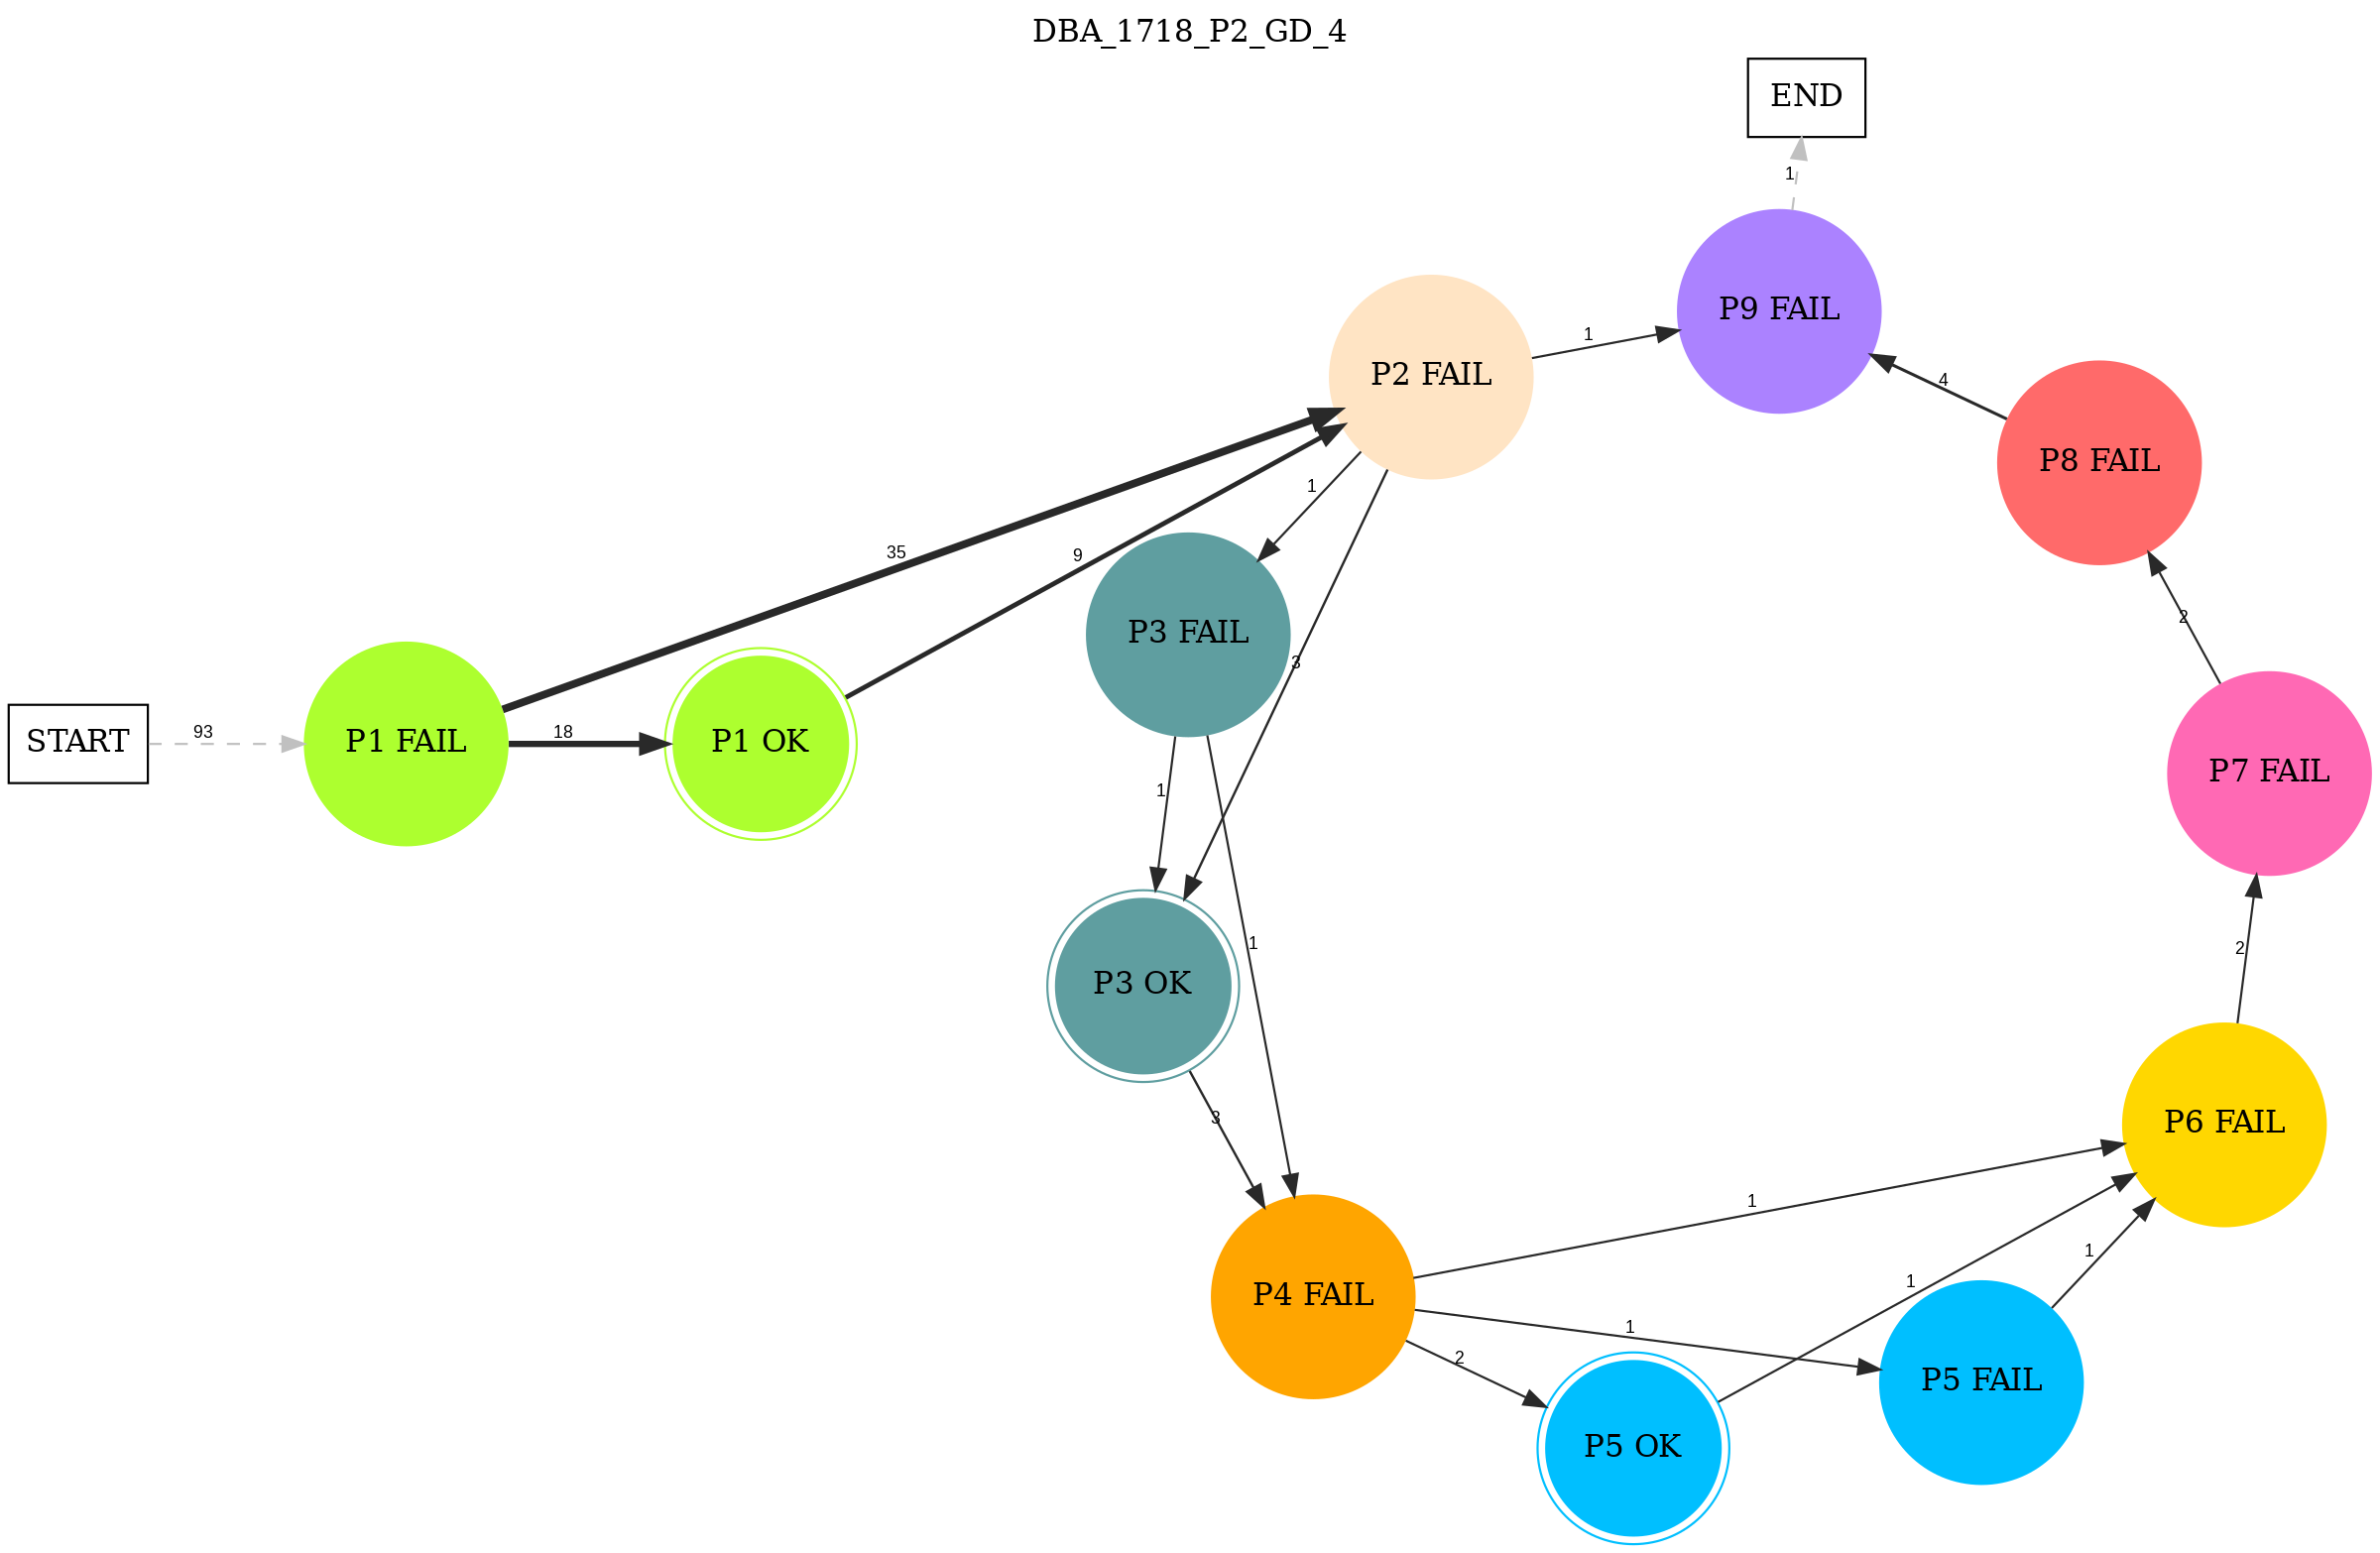 DBA_1718_P2_GD_4
END
1
P9 FAIL
P2 FAIL
1
4
P8 FAIL
1
35
9
2
P3 FAIL
3
START
93
P1 FAIL
18
P1 OK
P7 FAIL
1
1
2
P3 OK
3
P6 FAIL
1
P4 FAIL
1
1
1
2
P5 OK
P5 FAIL